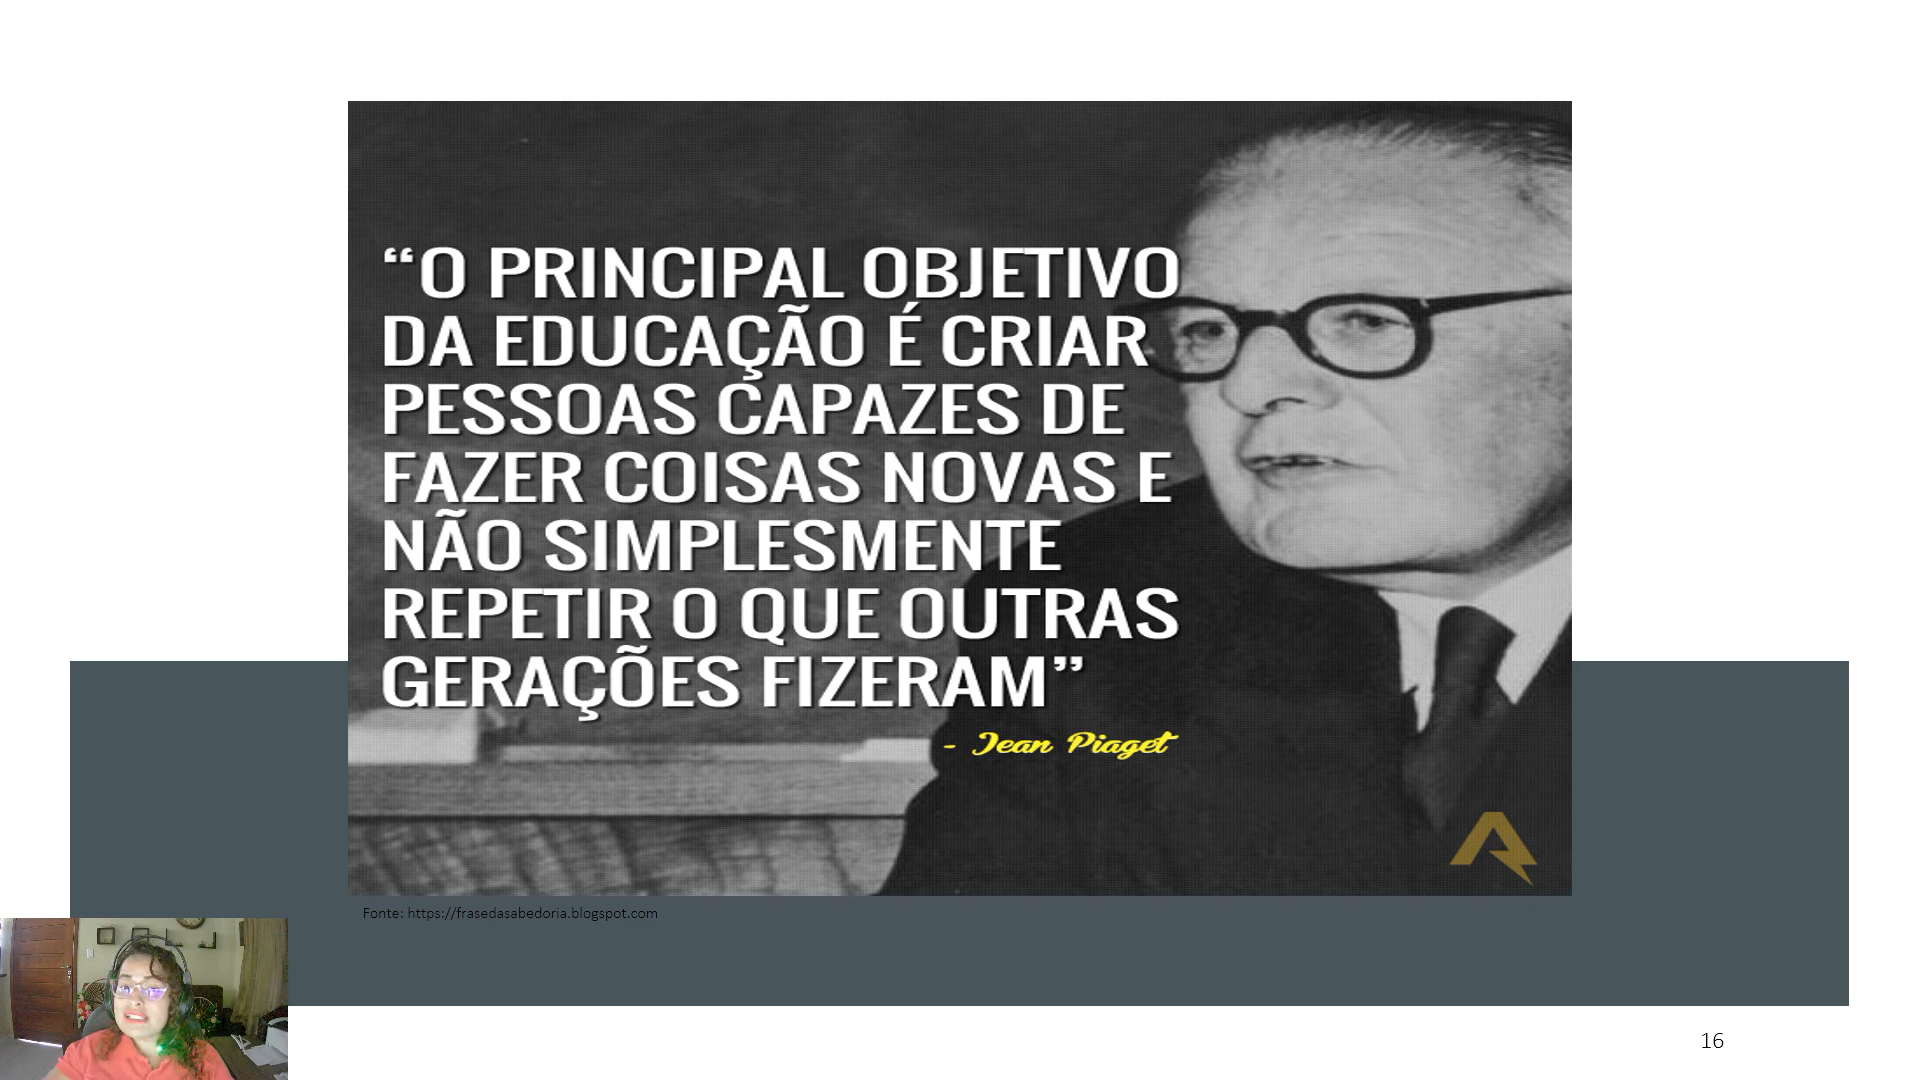 “O PRINCIPAL OBJETIVO
DA EDUCAÇÃO É CRIAR
PESSOAS CAPAZES DE
FAZER COISAS NOVAS E
NÃO SIMPLESMENTE
REPETIR O QUE OUTRAS
GERAÇÕES FIZERAM”
- Jean Piaget
Fonte: https://frasedasabedoria.blogspot.com
16